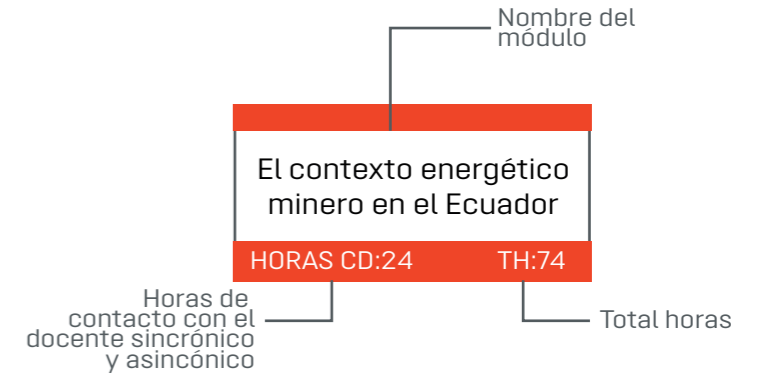 Nombre del
módulo
El contexto energético
minero en el Ecuador
HORAS CD:24 TH:74
Horas de
contacto con el
docente sincrónico
y asincónico
Total horas